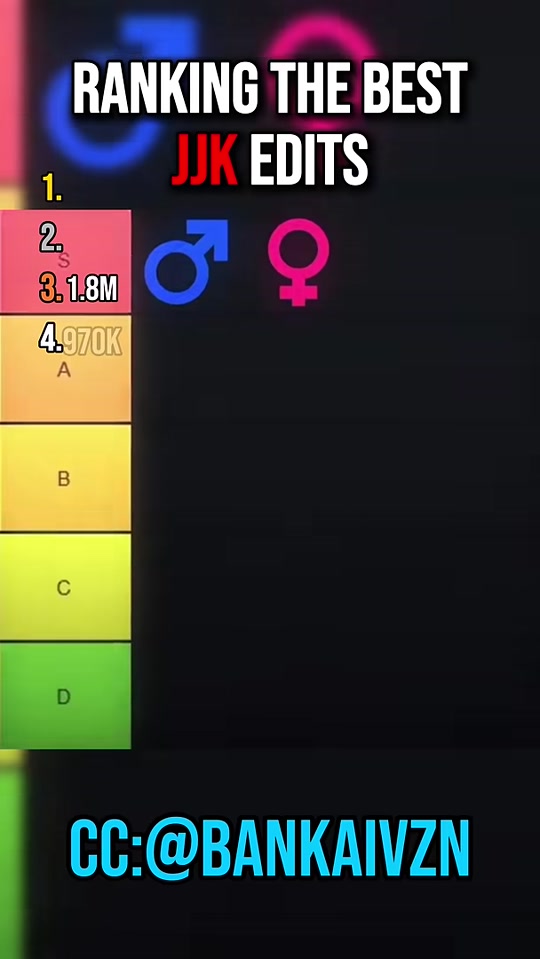 RANKING THE BEST
JJK EDITS
1.
2.
S
3. 1.8M
4. 970K
A
B
C
D
CC:@BANKAIVZN